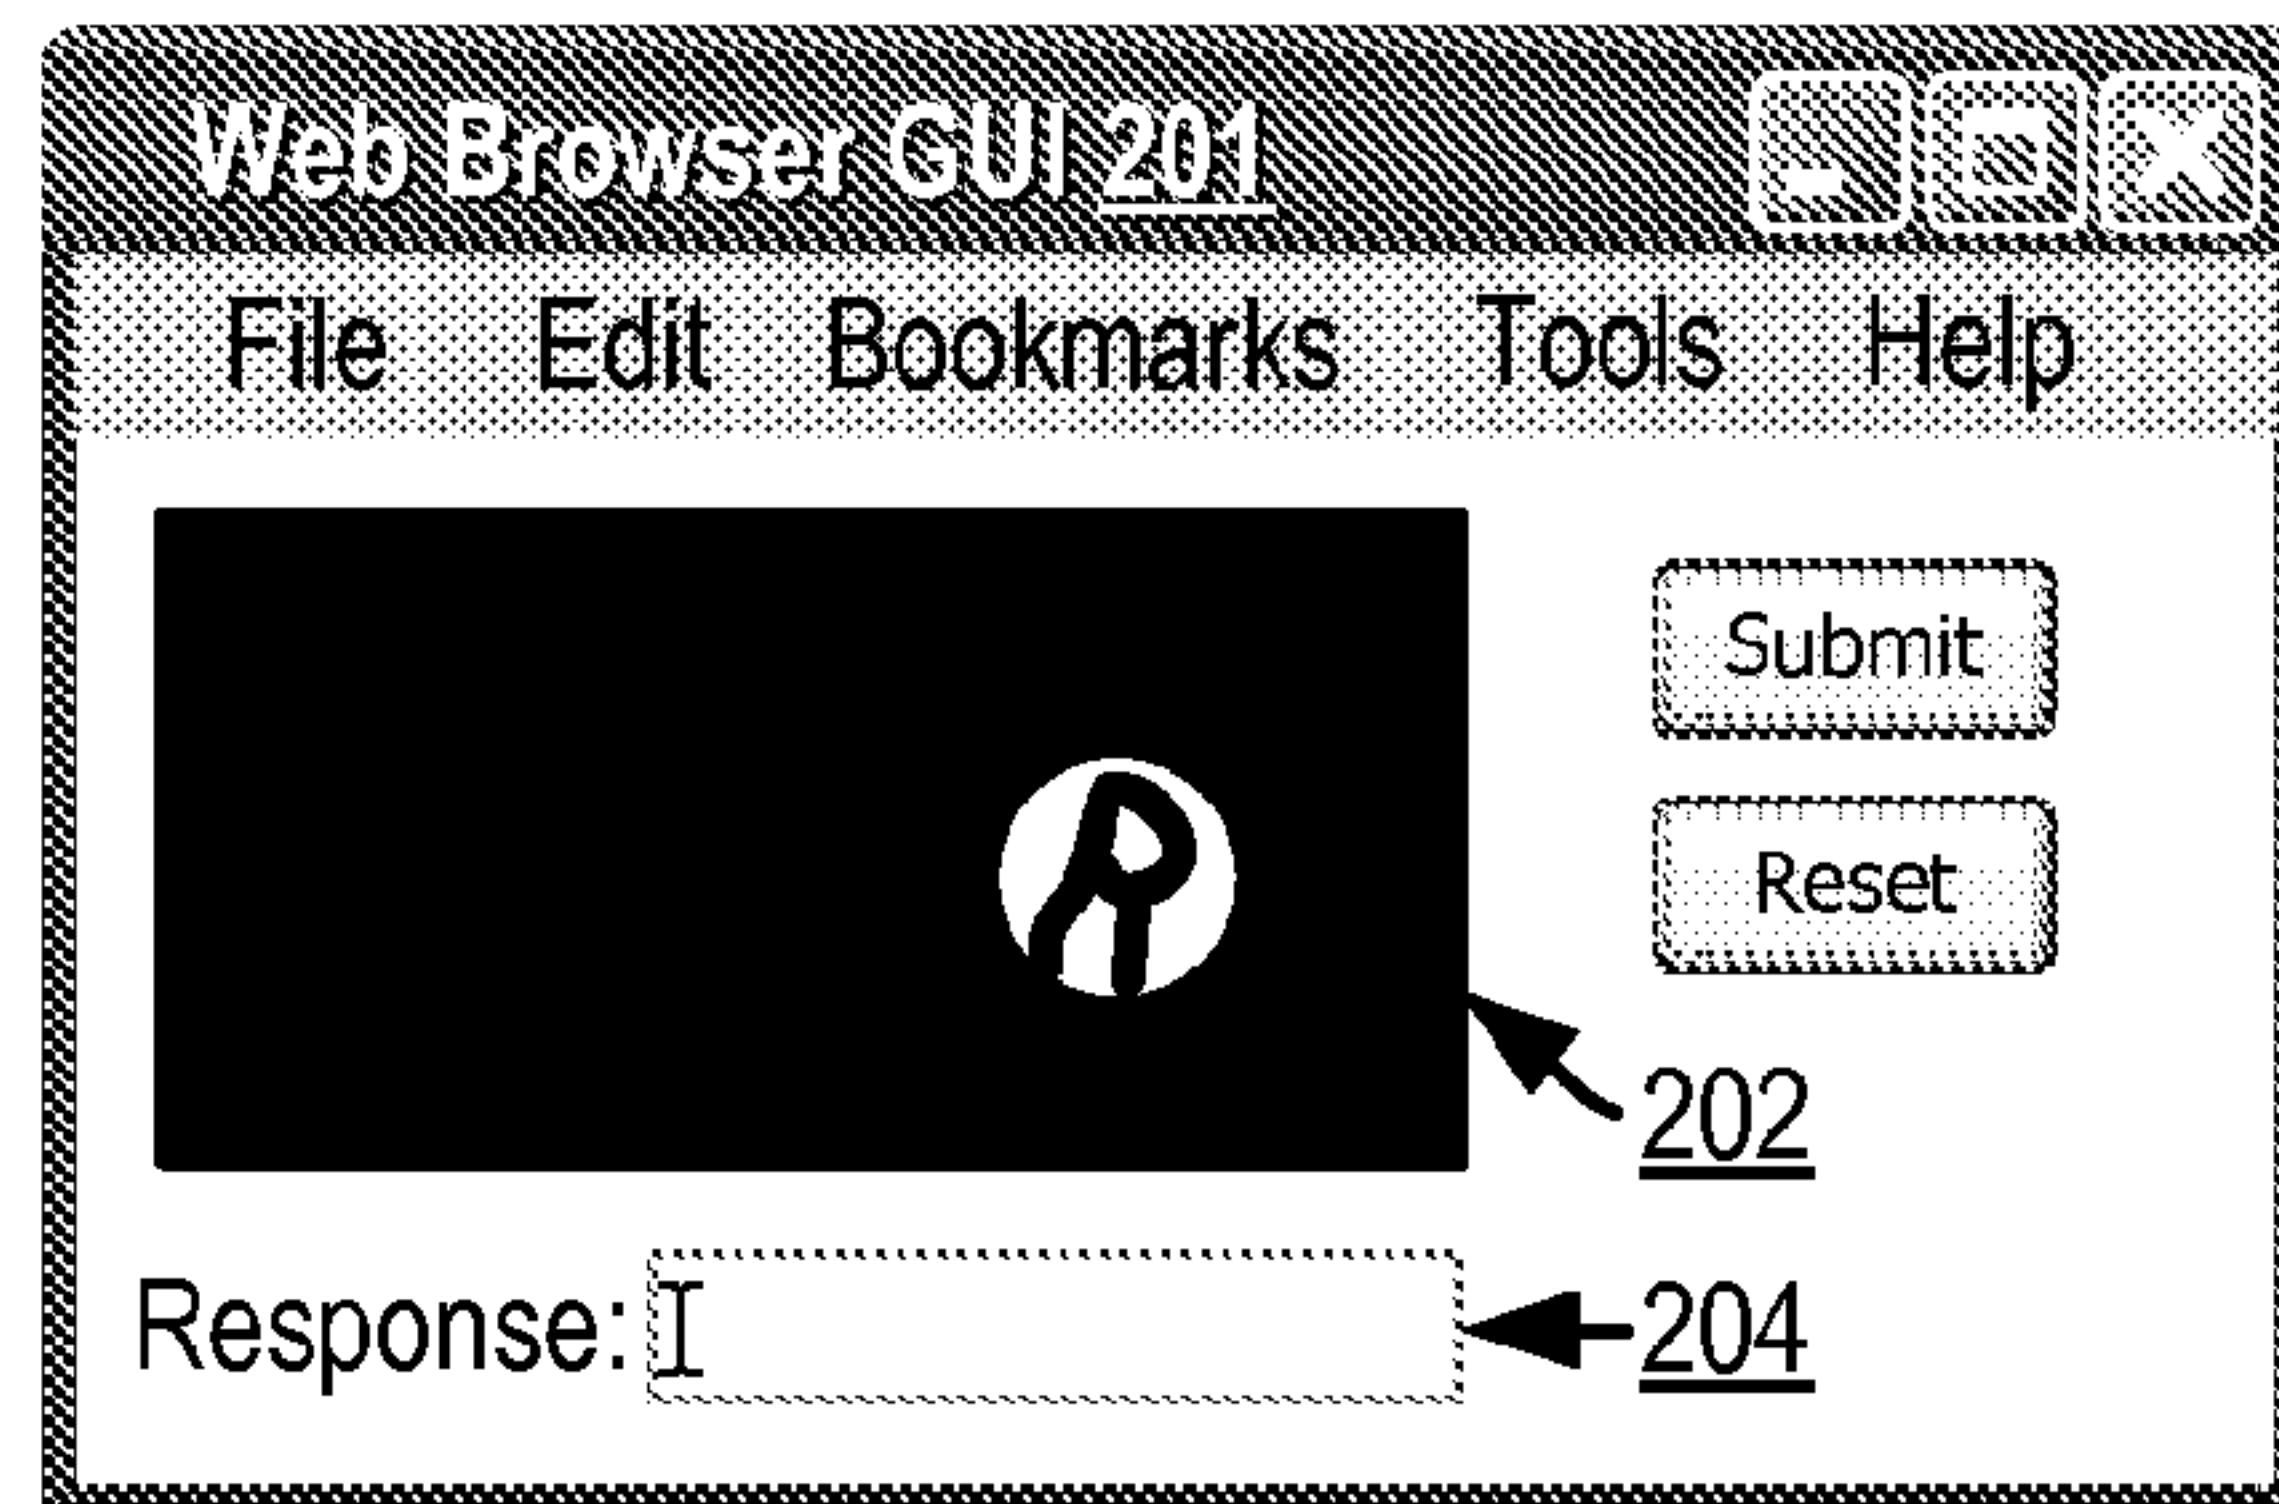 Web Browser GUI 201
File Edit Bookmarks Tools Help
Submit
R
Reset
202
Response:
204